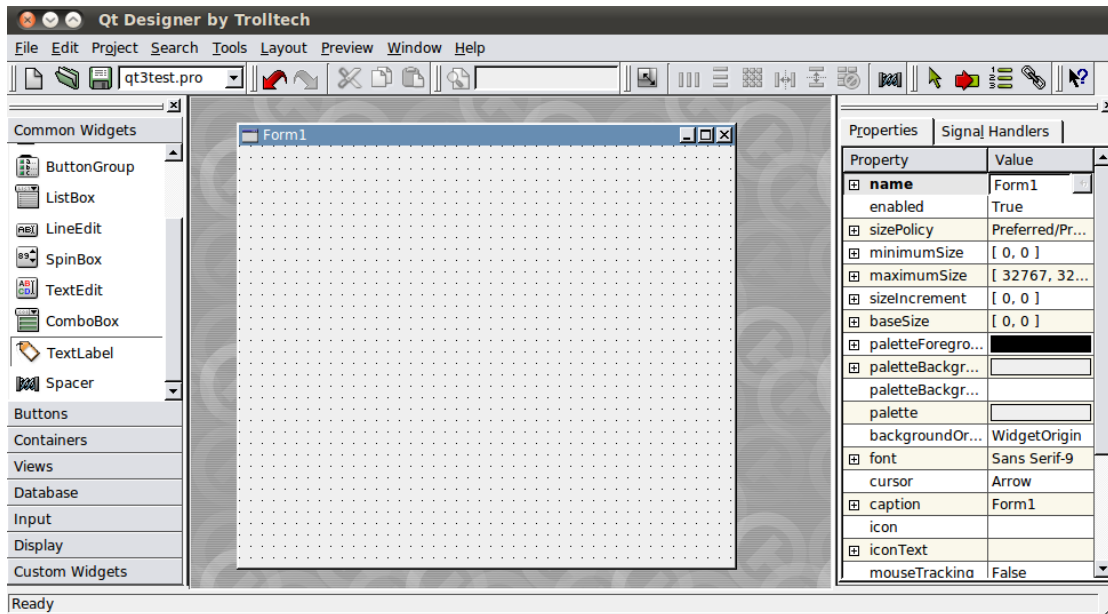 Qt Designer by Trolltech
File Edit Project Search Tools Layout Preview Window Help
qt3test.pro
Common Widgets
ButtonGroup
ListBox
LineEdit
SpinBox
TextEdit
ComboBox
TextLabel
Spacer
Buttons
Containers
Views
Database
Input
Display
Custom Widgets
Form1
Properties Signal Handlers
Property Value
name Form1
enabled True
sizePolicy Preferred/Pr...
minimumSize [ 0, 0 ]
maximumSize [ 32767, 32...
sizeIncrement [ 0, 0 ]
baseSize [ 0, 0 ]
paletteForegro...
paletteBackgr...
paletteBackgr...
palette
backgroundOr... WidgetOrigin
font Sans Serif-9
cursor Arrow
caption Form1
icon
iconText
mouseTracking False
Ready